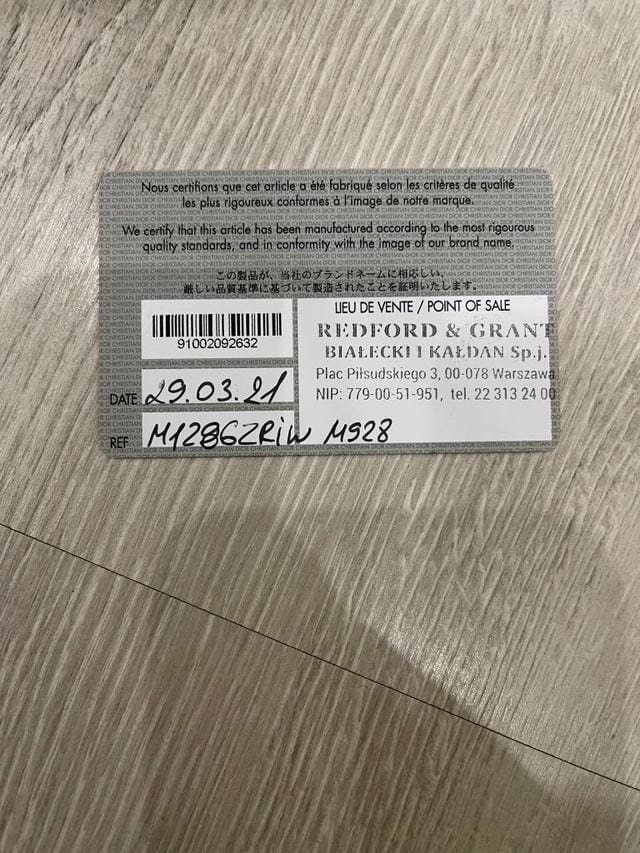 Nous certifions que cet article a été fabriqué selon les critères de qualité
les plus rigoureux conformes à l'image de notre marque.
We certify that this article has been manufactured according to the most rigourous
quality standards, and in conformity with the image of our brand name.
この製品が、当社のブランドネームに相応しい、
厳しい品質基準に基づいて製造されたことを証明いたします。
91002092632
DATE 29.03.21
REF M1286ZRIW M928
LIEU DE VENTE / POINT OF SALE
REDFORD & GRANT
BIAŁECKI I KAŁDAN Sp.j.
Plac Piłsudskiego 3, 00-078 Warszawa
NIP: 779-00-51-951, tel. 22 313 24 00